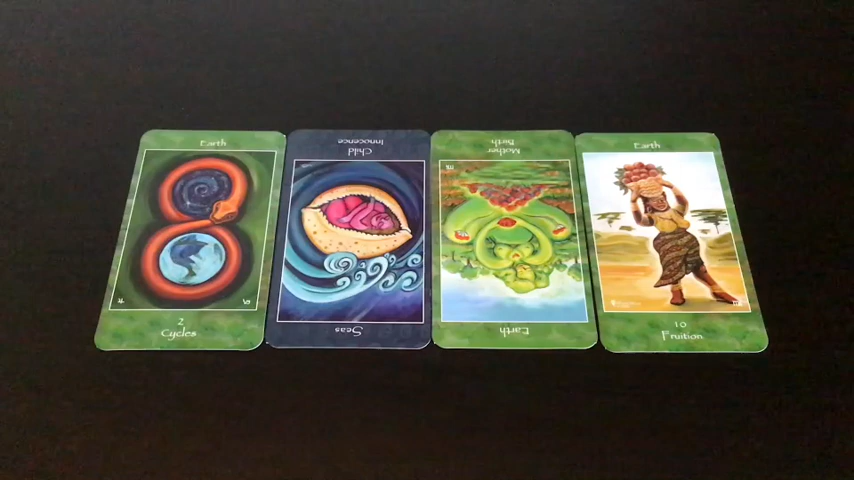 Earth
2
Cycles
Child
Innocence
Seas
Mother
Birth
Earth
Earth
10
Fruition